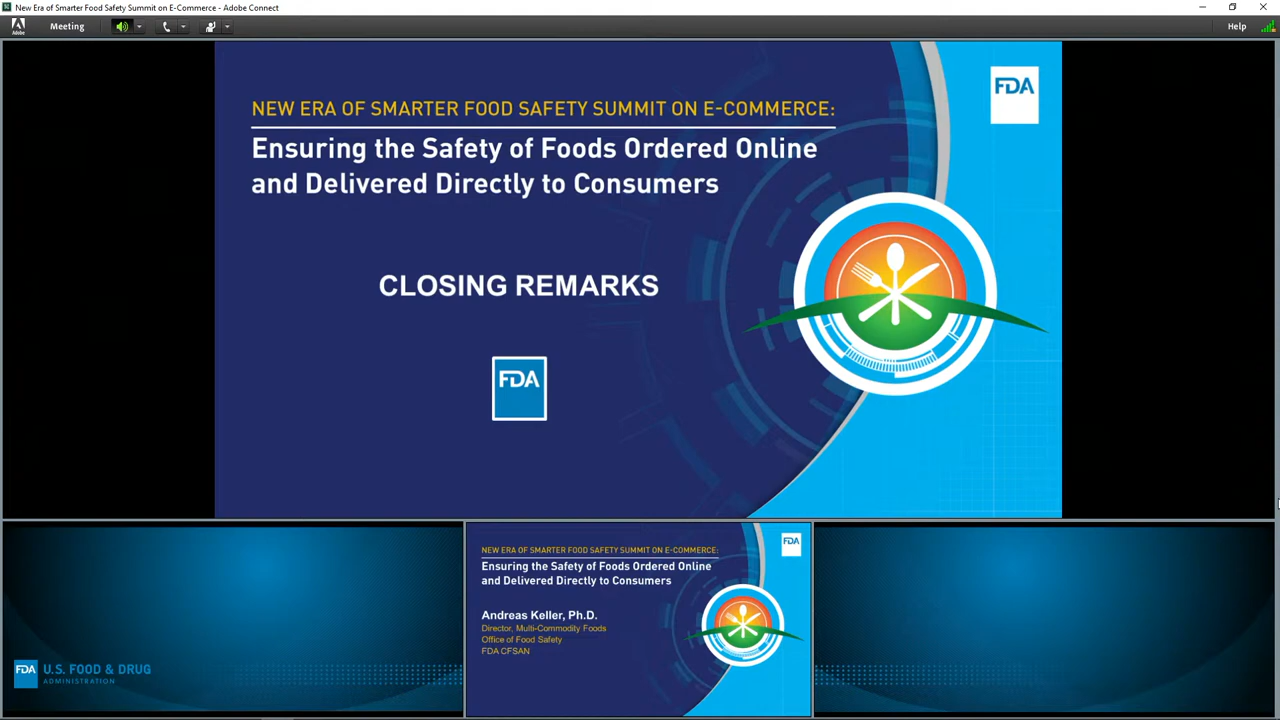 New Era of Smarter Food Safety Summit on E-Commerce - Adobe Connect
Adobe
Meeting
Help
FDA
NEW ERA OF SMARTER FOOD SAFETY SUMMIT ON E-COMMERCE:
Ensuring the Safety of Foods Ordered Online
and Delivered Directly to Consumers
CLOSING REMARKS
FDA
FDA
NEW ERA OF SMARTER FOOD SAFETY SUMMIT ON E-COMMERCE:
Ensuring the Safety of Foods Ordered Online
and Delivered Directly to Consumers
Andreas Keller, Ph.D.
Director, Multi-Commodity Foods
Office of Food Safety
FDA CFSAN
FDA U.S. FOOD & DRUG
ADMINISTRATION